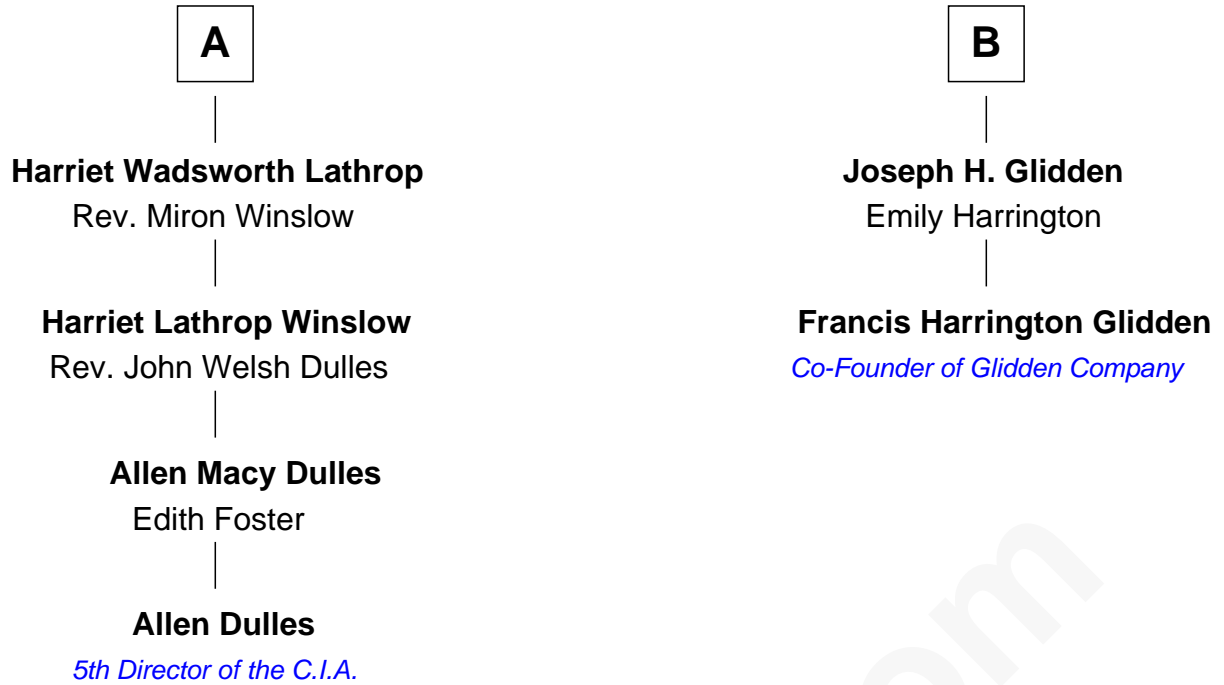 A
Harriet Wadsworth Lathrop
Rev. Miron Winslow
Harriet Lathrop Winslow
Rev. John Welsh Dulles
Allen Macy Dulles
Edith Foster
Allen Dulles
5th Director of the C.I.A.
B
Joseph H. Glidden
Emily Harrington
Francis Harrington Glidden
Co-Founder of Glidden Company
om